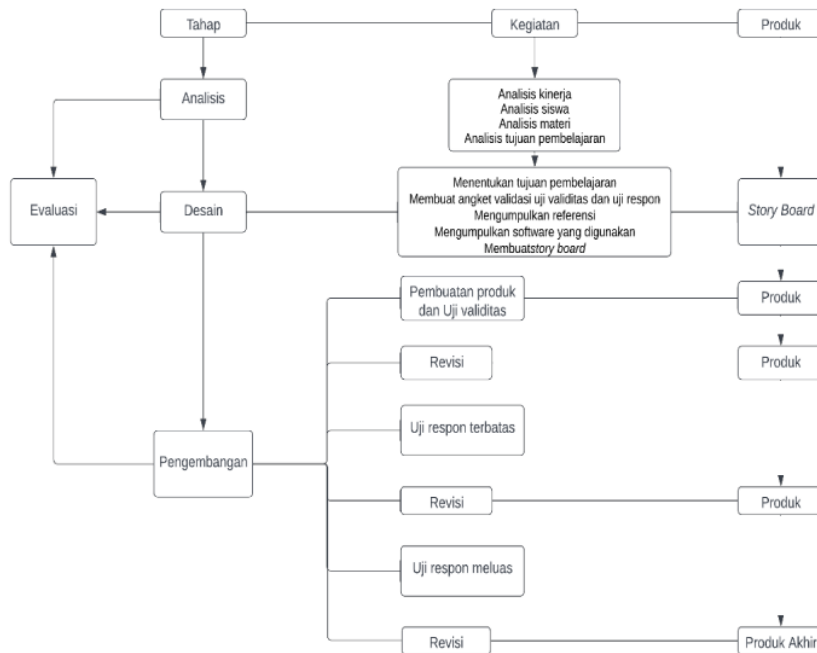 Tahap
Kegiatan
Produk
Analisis
Analisis kinerja
Analisis siswa
Analisis materi
Analisis tujuan pembelajaran
Evaluasi
Desain
Menentukan tujuan pembelajaran
Membuat angket validasi uji validitas dan uji respon
Mengumpulkan referensi
Mengumpulkan software yang digunakan
Membuatstory board
Story Board
Pembuatan produk
dan Uji validitas
Produk
Revisi
Produk
Uji respon terbatas
Pengembangan
Revisi
Produk
Uji respon meluas
Revisi
Produk Akhir